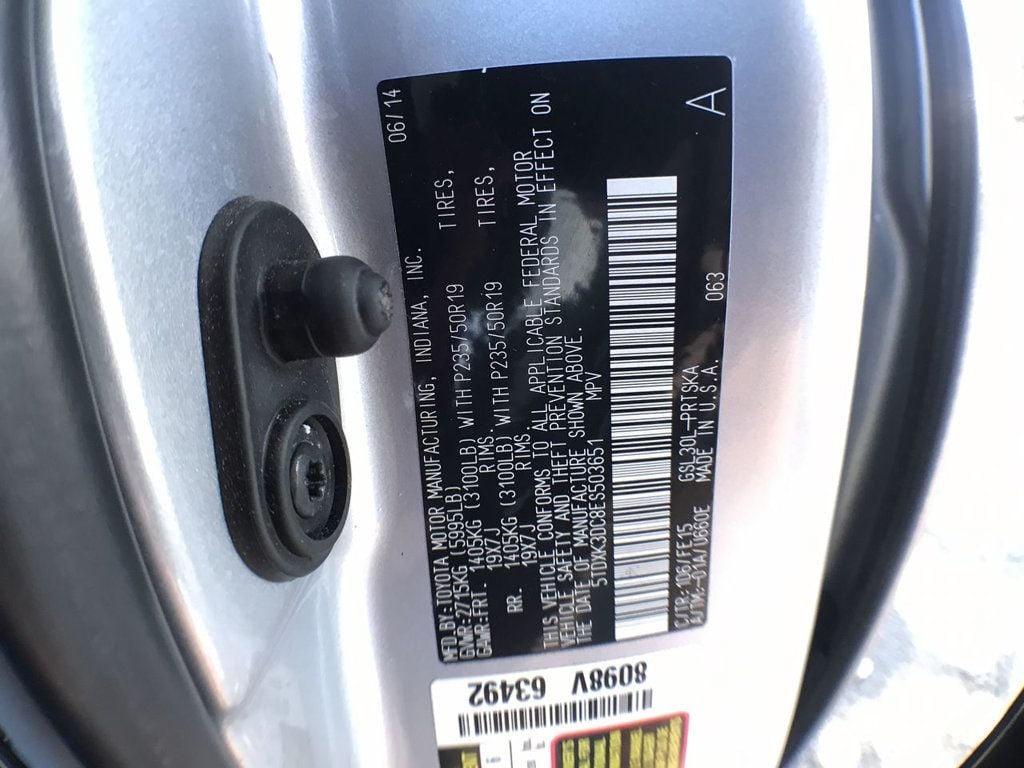 MFD.BY:TOYOTA MOTOR MANUFACTURING, INDIANA, INC. 06/14
GVWR:2715KG (5995LB)
GAWR:FRT. 1405KG (3100LB) WITH P235/50R19 TIRES,
19X7J RIMS.
RR. 1405KG (3100LB) WITH P235/50R19 TIRES,
19X7J RIMS.
THIS VEHICLE CONFORMS TO ALL APPLICABLE FEDERAL MOTOR
VEHICLE SAFETY AND THEFT PREVENTION STANDARDS IN EFFECT ON
THE DATE OF MANUFACTURE SHOWN ABOVE.
5TDXK3DC8ES503651 MPV
063
C/TR:1D6/FE15 GSL30L-PRTSKA
A/TM:-01A/U660E MADE IN U.S.A. A
8098V 63492